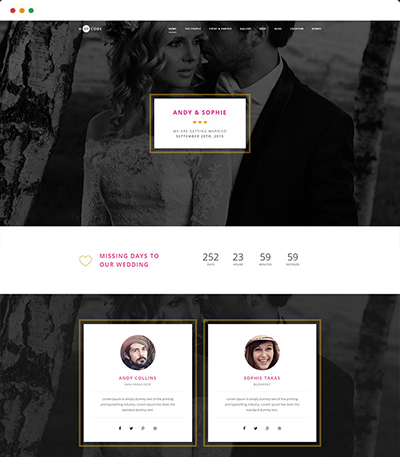 CODE
HOME THE COUPLE EVENT & PARTIES GALLERY RSVP BLOG LOCATION DEMOS
ANDY & SOPHIE
WE ARE GETTING MARRIED
SEPTEMBER 20TH, 2015
MISSING DAYS TO
OUR WEDDING
252 23 59 59
DAYS HOURS MINUTES SECONDS
ANDY COLLINS
SAN FRANCISCO
Lorem Ipsum is simply dummy text of the printing
and typesetting industry. Lorem Ipsum has been the
standard dummy text.
SOPHIE TAKAS
BUDAPEST
Lorem Ipsum is simply dummy text of the printing
and typesetting industry. Lorem Ipsum has been the
standard dummy text.